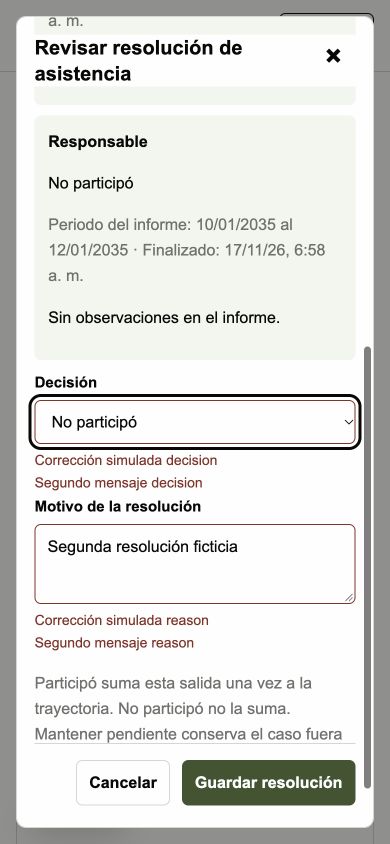 a. m.
Revisar resolución de
asistencia
Responsable
No participó
Periodo del informe: 10/01/2035 al
12/01/2035 · Finalizado: 17/11/26, 6:58
a. m.
Sin observaciones en el informe.
Decisión
No participó
Corrección simulada decision
Segundo mensaje decision
Motivo de la resolución
Segunda resolución ficticia
Corrección simulada reason
Segundo mensaje reason
Participó suma esta salida una vez a la
trayectoria. No participó no la suma.
Mantener pendiente conserva el caso fuera
Cancelar
Guardar resolución